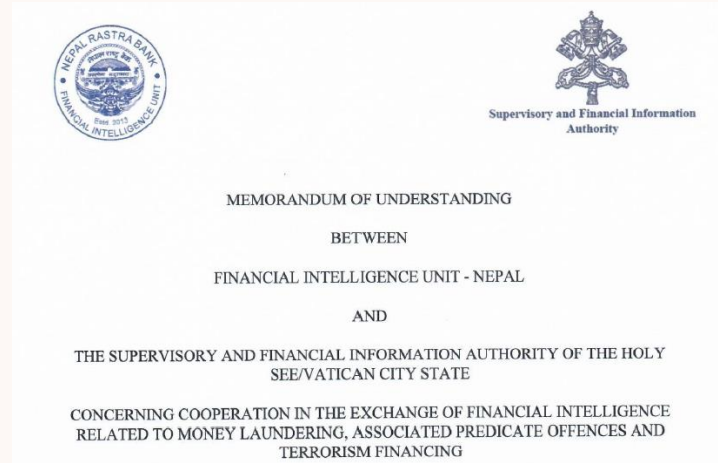 NEPAL RASTRA BANK
नेपाल राष्ट्र बैंक
Estd. 2013
FINANCIAL INTELLIGENCE UNIT
Supervisory and Financial Information
Authority
MEMORANDUM OF UNDERSTANDING
BETWEEN
FINANCIAL INTELLIGENCE UNIT - NEPAL
AND
THE SUPERVISORY AND FINANCIAL INFORMATION AUTHORITY OF THE HOLY
SEE/VATICAN CITY STATE
CONCERNING COOPERATION IN THE EXCHANGE OF FINANCIAL INTELLIGENCE
RELATED TO MONEY LAUNDERING, ASSOCIATED PREDICATE OFFENCES AND
TERRORISM FINANCING